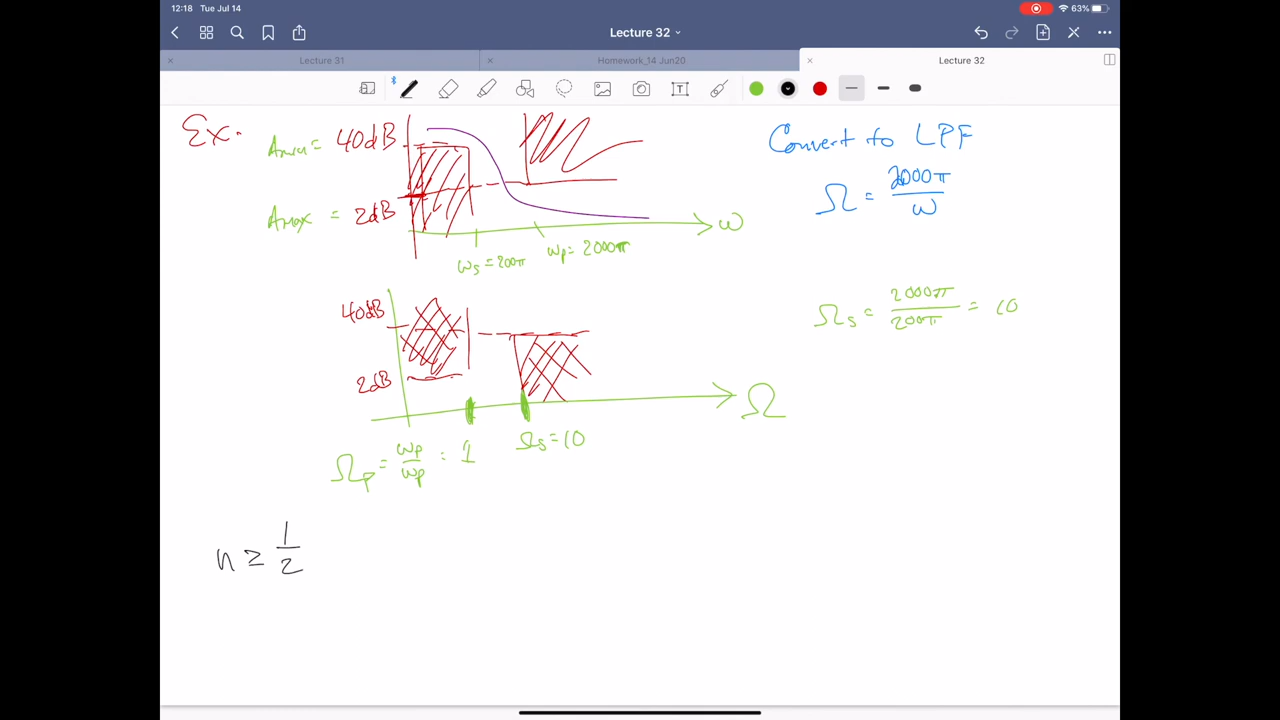 12:18 Tue Jul 14
63%
Lecture 32
Lecture 31
Homework_14 Jun20
Lecture 32
Ex.
Amin = 40dB
Amax = 2dB
ω
ωs = 200π
ωp = 2000π
Convert to LPF
Ω = 2000π / ω
Ωs = 2000π / 200π = 10
40dB
2dB
Ω
Ωp = ωp / ωp = 1
Ωs = 10
n ≥ 1 / 2